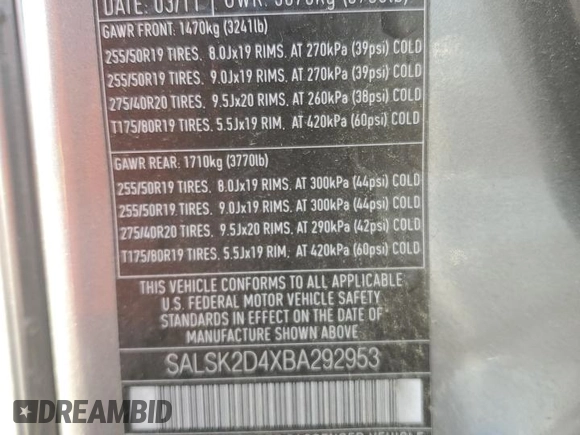 DATE: 03/11
GAWR FRONT: 1470kg (3241lb)
255/50R19 TIRES, 8.0Jx19 RIMS, AT 270kPa (39psi) COLD
255/50R19 TIRES, 9.0Jx19 RIMS, AT 270kPa (39psi) COLD
275/40R20 TIRES, 9.5Jx20 RIMS, AT 260kPa (38psi) COLD
T175/80R19 TIRES, 5.5Jx19 RIM, AT 420kPa (60psi) COLD
GAWR REAR: 1710kg (3770lb)
255/50R19 TIRES, 8.0Jx19 RIMS, AT 300kPa (44psi) COLD
255/50R19 TIRES, 9.0Jx19 RIMS, AT 300kPa (44psi) COLD
275/40R20 TIRES, 9.5Jx20 RIMS, AT 290kPa (42psi) COLD
T175/80R19 TIRES, 5.5Jx19 RIM, AT 420kPa (60psi) COLD
THIS VEHICLE CONFORMS TO ALL APPLICABLE
U.S. FEDERAL MOTOR VEHICLE SAFETY
STANDARDS IN EFFECT ON THE DATE OF
MANUFACTURE SHOWN ABOVE.
SALSK2D4XBA292953
DREAMBID